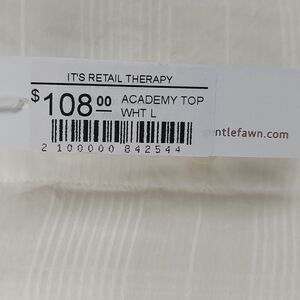 IT'S RETAIL THERAPY
$108.00 ACADEMY TOP
WHT L
ntlefawn.com
2 100000 842544